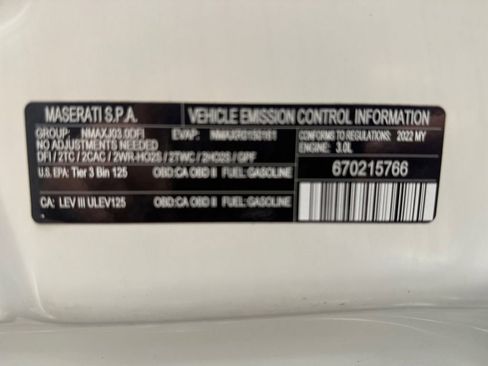 MASERATI S.P.A. VEHICLE EMISSION CONTROL INFORMATION
GROUP: NMAXJ03.0DFI EVAP: CONFORMS TO REGULATIONS: 2022 MY
NO ADJUSTMENTS NEEDED ENGINE: 3.0L
DFI / 2TC / 2CAC / 2WR-HO2S / 2TWC / 2HO2S / GPF
670215766
U.S. EPA: Tier 3 Bin 125 OBD: CA OBD II FUEL: GASOLINE
CA: LEV III ULEV125 OBD: CA OBD II FUEL: GASOLINE